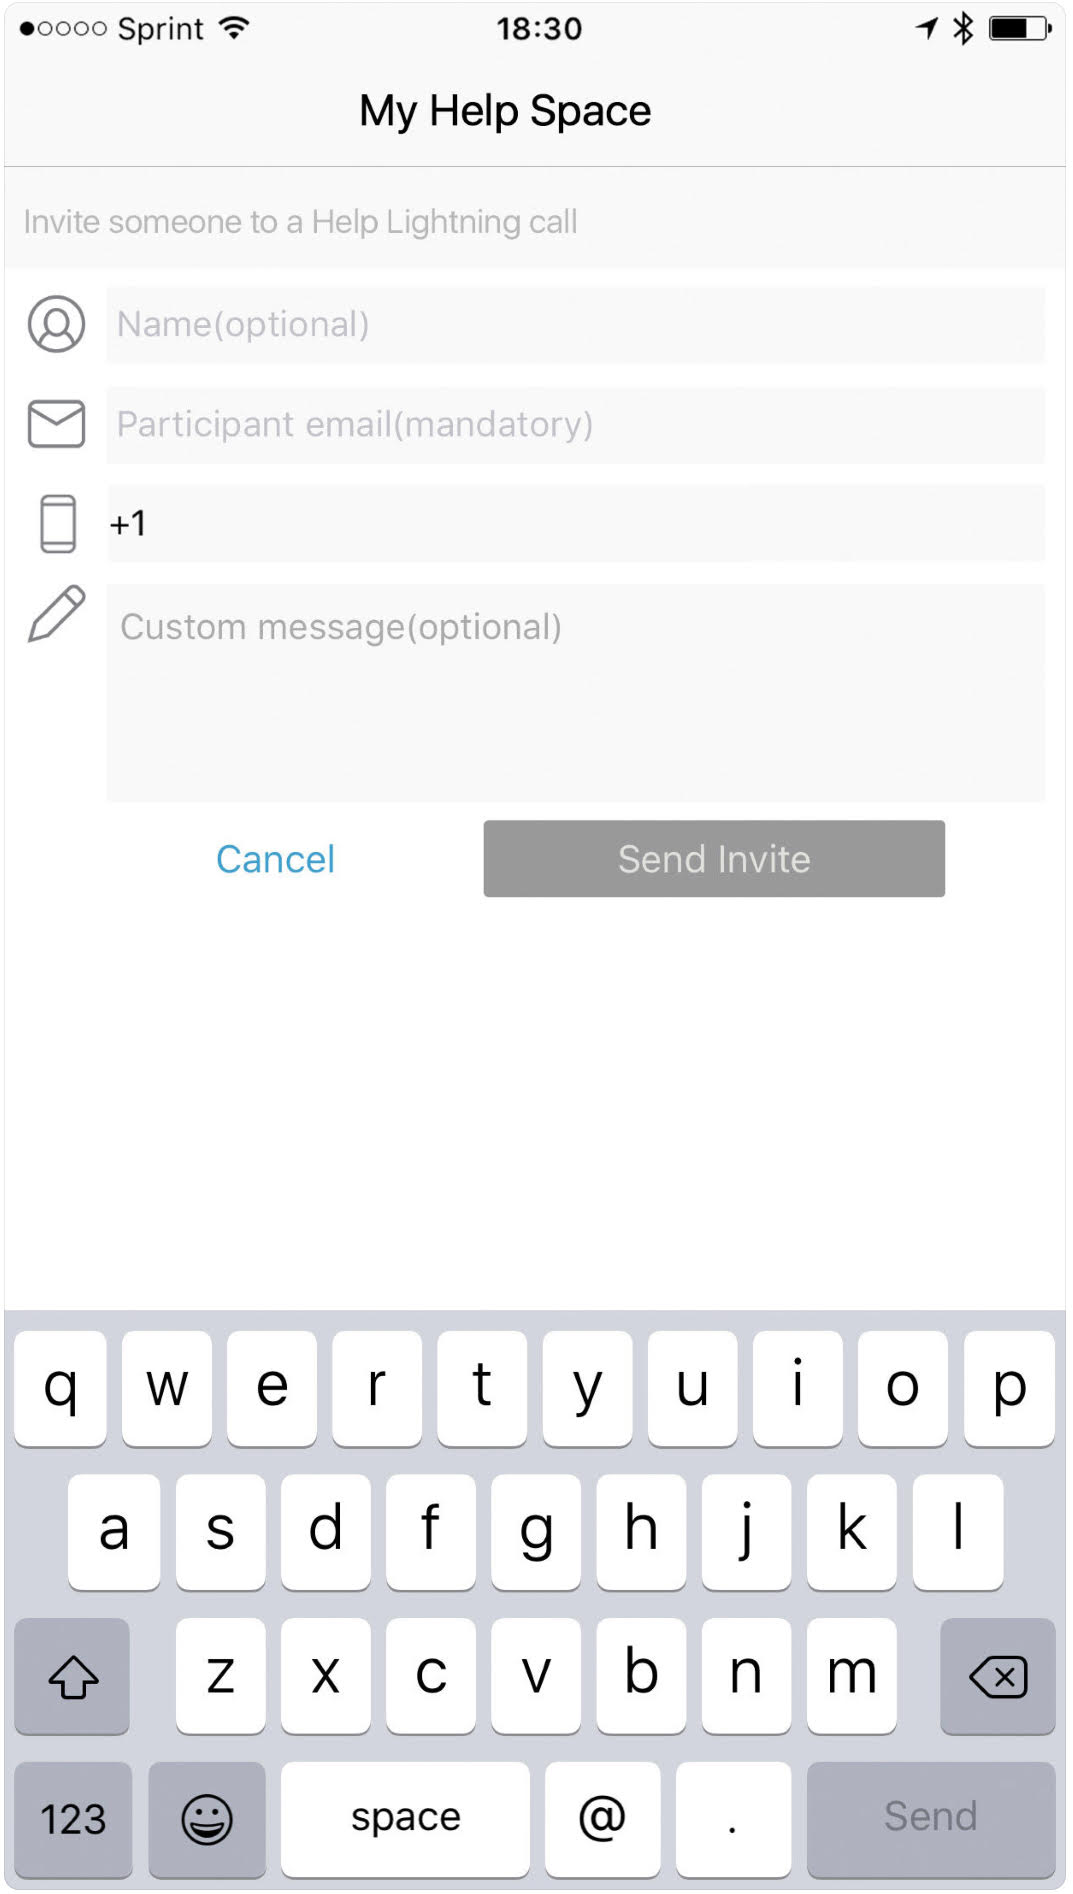 Sprint 18:30
My Help Space
Invite someone to a Help Lightning call
Name(optional)
Participant email(mandatory)
+1
Custom message(optional)
Cancel Send Invite
q w e r t y u i o p
a s d f g h j k l
z x c v b n m
123 space @ . Send